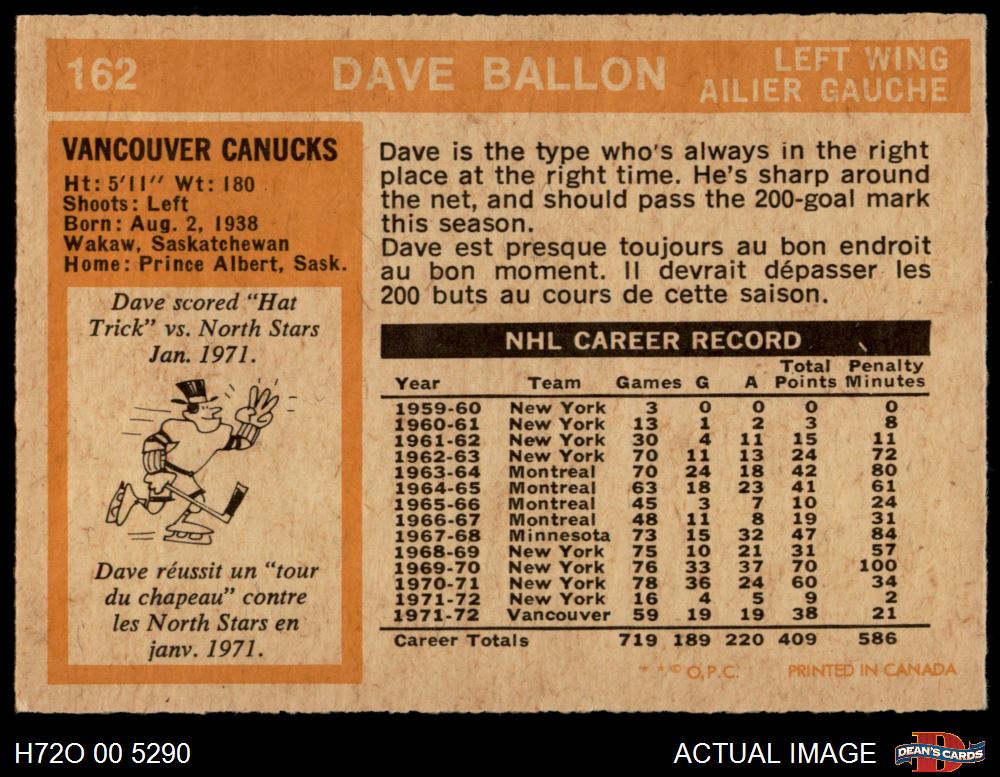 162
DAVE BALLON
LEFT WING
AILIER GAUCHE
VANCOUVER CANUCKS
Ht: 5'11'' Wt: 180
Shoots: Left
Born: Aug. 2, 1938
Wakaw, Saskatchewan
Home: Prince Albert, Sask.
Dave scored "Hat
Trick" vs. North Stars
Jan. 1971.
Dave réussit un "tour
du chapeau" contre
les North Stars en
janv. 1971.
Dave is the type who's always in the right
place at the right time. He's sharp around
the net, and should pass the 200-goal mark
this season.
Dave est presque toujours au bon endroit
au bon moment. Il devrait dépasser les
200 buts au cours de cette saison.
NHL CAREER RECORD
Year Team Games G A Total Points Penalty Minutes
1959-60 New York 3 0 0 0 0
1960-61 New York 13 1 2 3 8
1961-62 New York 30 4 11 15 11
1962-63 New York 70 11 13 24 72
1963-64 Montreal 70 24 18 42 80
1964-65 Montreal 63 18 23 41 61
1965-66 Montreal 45 3 7 10 24
1966-67 Montreal 48 11 8 19 31
1967-68 Minnesota 73 15 32 47 84
1968-69 New York 75 10 21 31 57
1969-70 New York 76 33 37 70 100
1970-71 New York 78 36 24 60 34
1971-72 New York 16 4 5 9 2
1971-72 Vancouver 59 19 19 38 21
Career Totals 719 189 220 409 586
* * © O.P.C. PRINTED IN CANADA
H72O 00 5290
ACTUAL IMAGE
DEAN'S CARDS